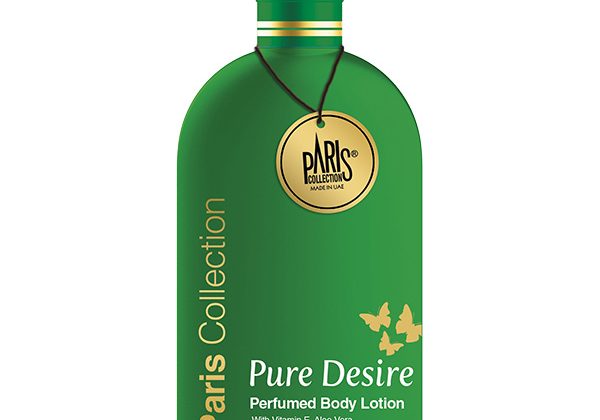 PARIS®
COLLECTION
MADE IN UAE
Paris Collection
Pure Desire
Perfumed Body Lotion
With Vitamin E, Aloe Vera